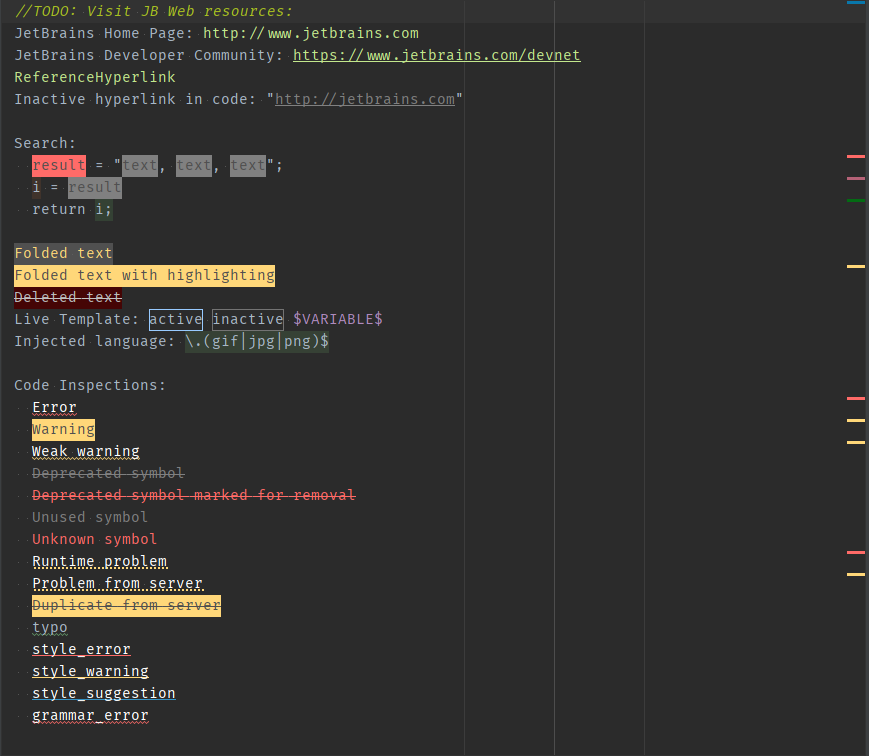 //TODO: Visit JB Web resources:
JetBrains Home Page: http://www.jetbrains.com
JetBrains Developer Community: https://www.jetbrains.com/devnet
ReferenceHyperlink
Inactive hyperlink in code: "http://jetbrains.com"
Search:
result = "text, text, text";
i = result
return i;
Folded text
Folded text with highlighting
Deleted text
Live Template: active inactive $VARIABLE$
Injected language: \.(gif|jpg|png)$
Code Inspections:
Error
Warning
Weak warning
Deprecated symbol
Deprecated symbol marked for removal
Unused symbol
Unknown symbol
Runtime problem
Problem from server
Duplicate from server
typo
style_error
style_warning
style_suggestion
grammar_error